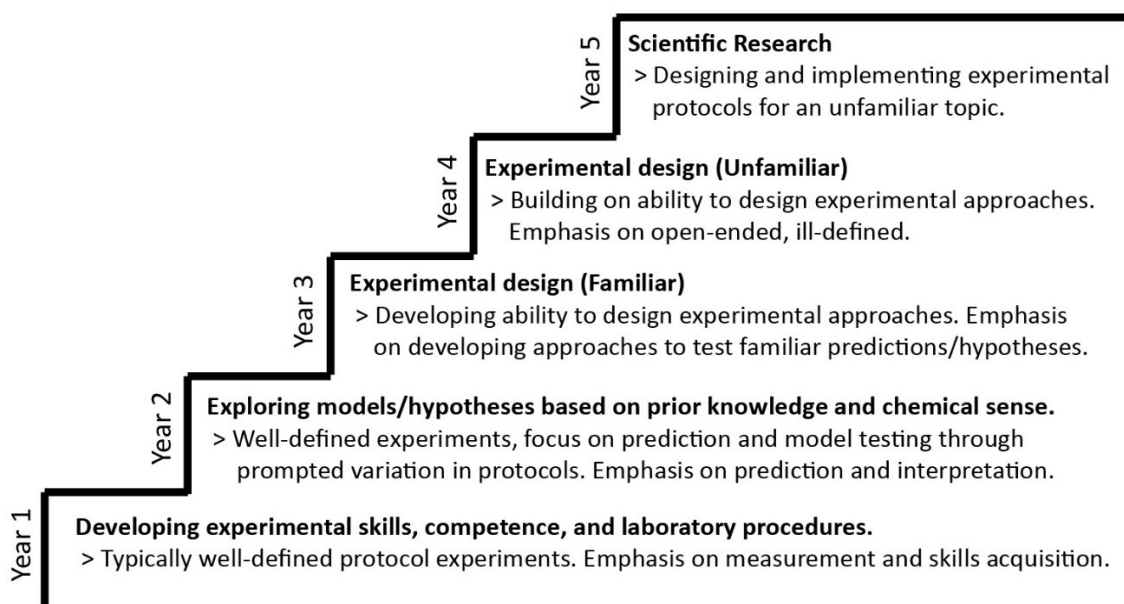 Year 5
Scientific Research
> Designing and implementing experimental
protocols for an unfamiliar topic.
Year 4
Experimental design (Unfamiliar)
> Building on ability to design experimental approaches.
Emphasis on open-ended, ill-defined.
Year 3
Experimental design (Familiar)
> Developing ability to design experimental approaches. Emphasis
on developing approaches to test familiar predictions/hypotheses.
Year 2
Exploring models/hypotheses based on prior knowledge and chemical sense.
> Well-defined experiments, focus on prediction and model testing through
prompted variation in protocols. Emphasis on prediction and interpretation.
Year 1
Developing experimental skills, competence, and laboratory procedures.
> Typically well-defined protocol experiments. Emphasis on measurement and skills acquisition.